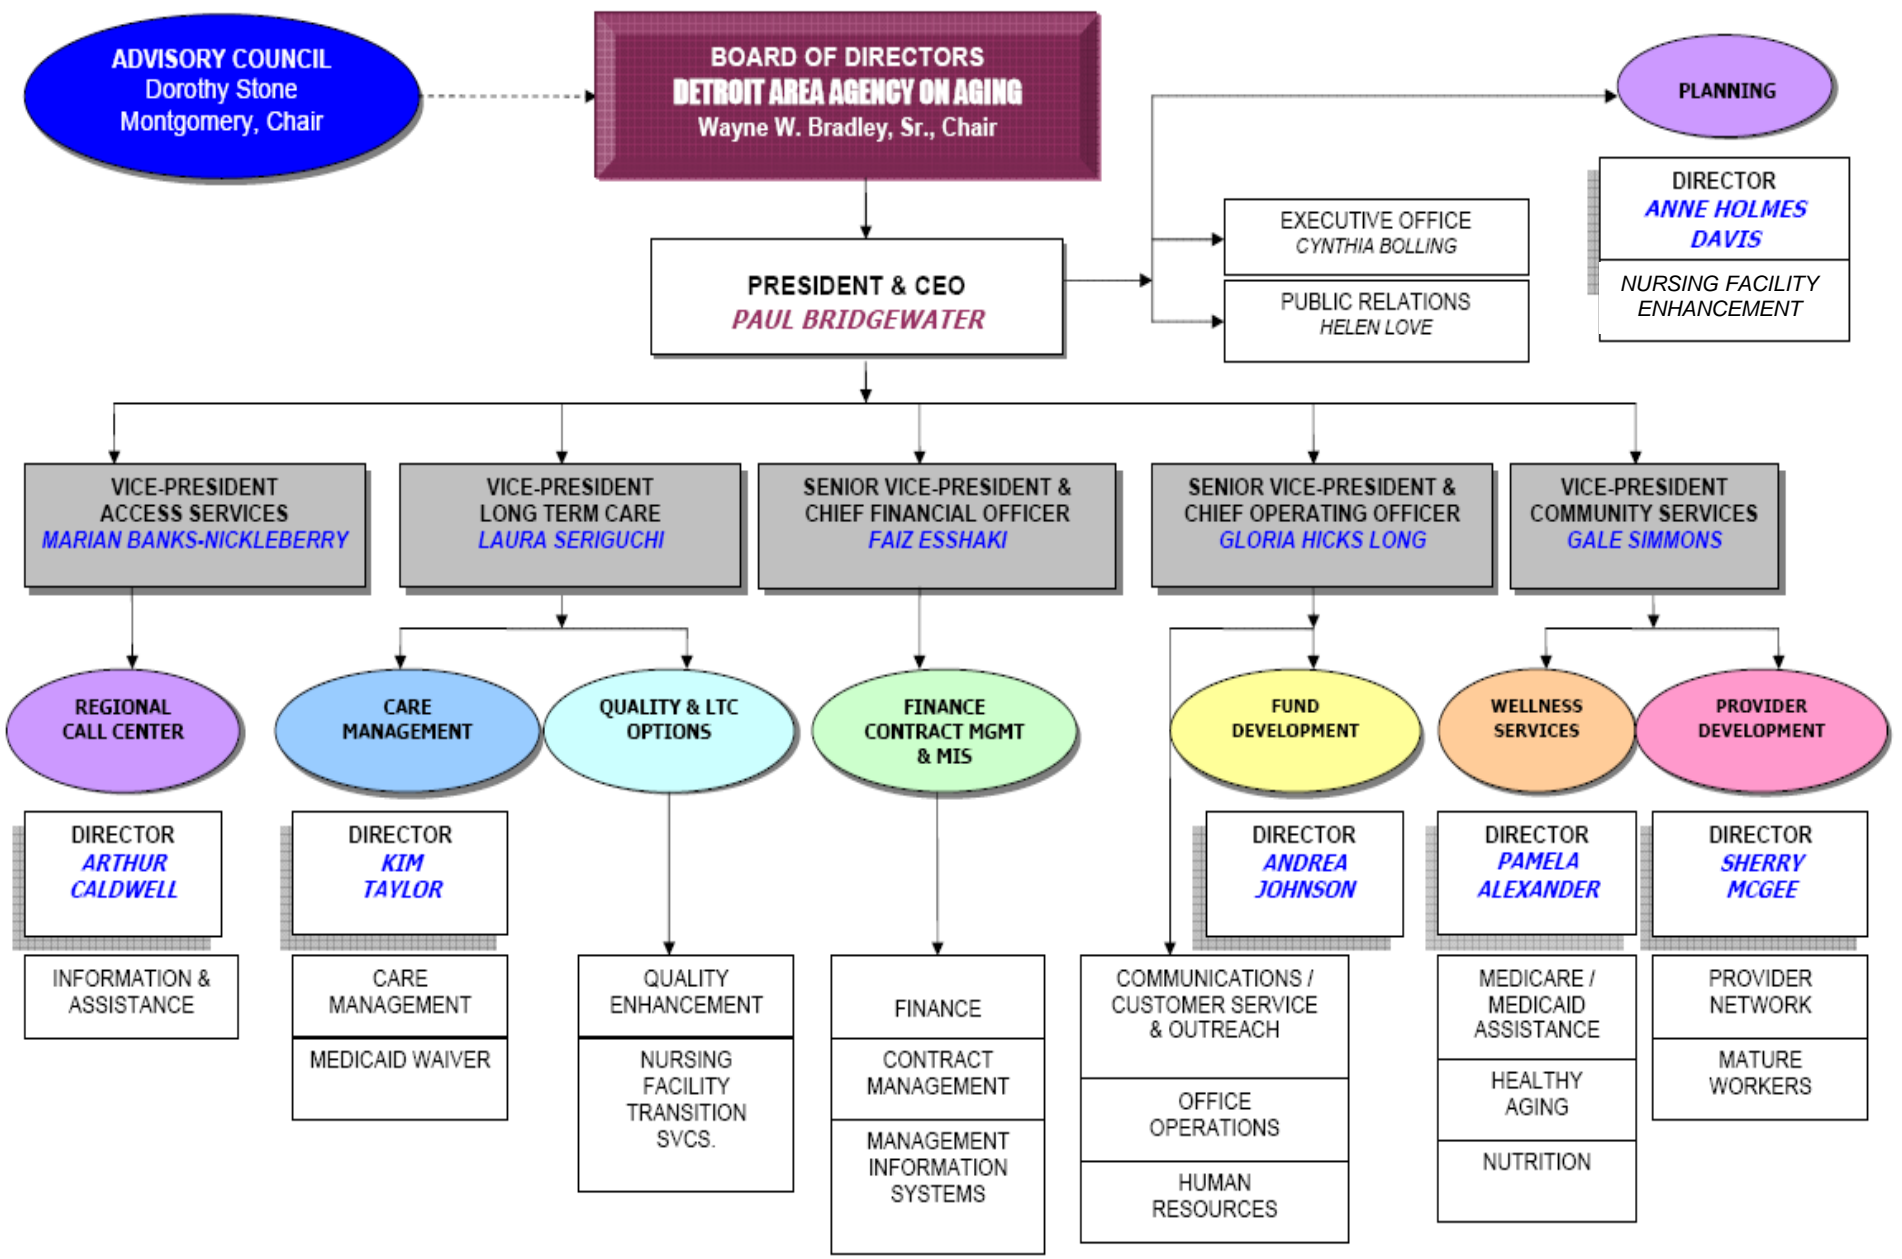 ADVISORY COUNCIL
Dorothy Stone
Montgomery, Chair
BOARD OF DIRECTORS
DETROIT AREA AGENCY ON AGING
Wayne W. Bradley, Sr., Chair
PLANNING
DIRECTOR
ANNE HOLMES
DAVIS
NURSING FACILITY
ENHANCEMENT
EXECUTIVE OFFICE
CYNTHIA BOLLING
PUBLIC RELATIONS
HELEN LOVE
PRESIDENT & CEO
PAUL BRIDGEWATER
VICE-PRESIDENT
ACCESS SERVICES
MARIAN BANKS-NICKLEBERRY
VICE-PRESIDENT
LONG TERM CARE
LAURA SERIGUCHI
SENIOR VICE-PRESIDENT &
CHIEF FINANCIAL OFFICER
FAIZ ESSHAKI
SENIOR VICE-PRESIDENT &
CHIEF OPERATING OFFICER
GLORIA HICKS LONG
VICE-PRESIDENT
COMMUNITY SERVICES
GALE SIMMONS
REGIONAL
CALL CENTER
CARE
MANAGEMENT
QUALITY & LTC
OPTIONS
FINANCE
CONTRACT MGMT
& MIS
FUND
DEVELOPMENT
WELLNESS
SERVICES
PROVIDER
DEVELOPMENT
DIRECTOR
ARTHUR
CALDWELL
DIRECTOR
KIM
TAYLOR
DIRECTOR
ANDREA
JOHNSON
DIRECTOR
PAMELA
ALEXANDER
DIRECTOR
SHERRY
MCGEE
INFORMATION &
ASSISTANCE
CARE
MANAGEMENT
MEDICAID WAIVER
QUALITY
ENHANCEMENT
NURSING
FACILITY
TRANSITION
SVCS.
FINANCE
CONTRACT
MANAGEMENT
MANAGEMENT
INFORMATION
SYSTEMS
COMMUNICATIONS /
CUSTOMER SERVICE
& OUTREACH
OFFICE
OPERATIONS
HUMAN
RESOURCES
MEDICARE /
MEDICAID
ASSISTANCE
HEALTHY
AGING
NUTRITION
PROVIDER
NETWORK
MATURE
WORKERS